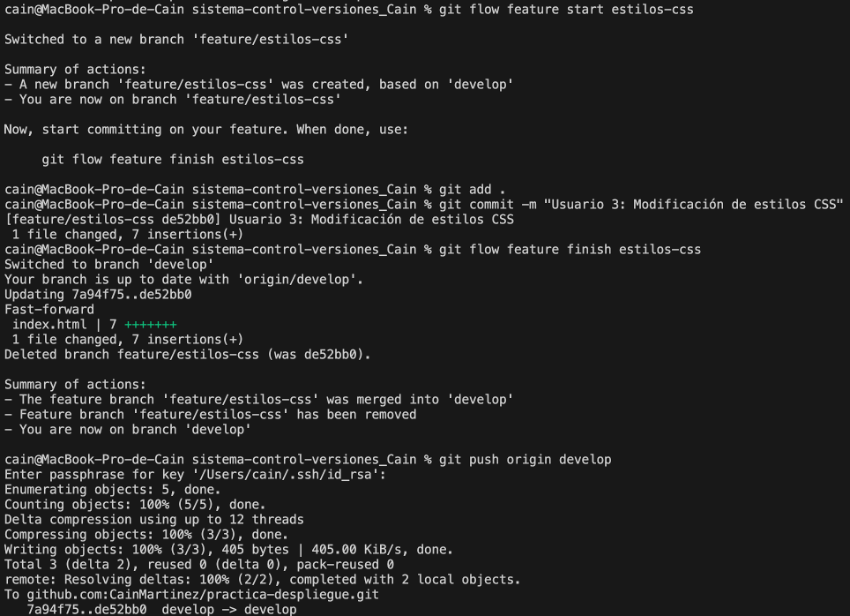 cain@MacBook-Pro-de-Cain sistema-control-versiones_Cain % git flow feature start estilos-css
Switched to a new branch 'feature/estilos-css'
Summary of actions:
- A new branch 'feature/estilos-css' was created, based on 'develop'
- You are now on branch 'feature/estilos-css'
Now, start committing on your feature. When done, use:
git flow feature finish estilos-css
cain@MacBook-Pro-de-Cain sistema-control-versiones_Cain % git add .
cain@MacBook-Pro-de-Cain sistema-control-versiones_Cain % git commit -m "Usuario 3: Modificación de estilos CSS"
[feature/estilos-css de52bb0] Usuario 3: Modificación de estilos CSS
1 file changed, 7 insertions(+)
cain@MacBook-Pro-de-Cain sistema-control-versiones_Cain % git flow feature finish estilos-css
Switched to branch 'develop'
Your branch is up to date with 'origin/develop'.
Updating 7a94f75..de52bb0
Fast-forward
index.html | 7 +++++++
1 file changed, 7 insertions(+)
Deleted branch feature/estilos-css (was de52bb0).
Summary of actions:
- The feature branch 'feature/estilos-css' was merged into 'develop'
- Feature branch 'feature/estilos-css' has been removed
- You are now on branch 'develop'
cain@MacBook-Pro-de-Cain sistema-control-versiones_Cain % git push origin develop
Enter passphrase for key '/Users/cain/.ssh/id_rsa':
Enumerating objects: 5, done.
Counting objects: 100% (5/5), done.
Delta compression using up to 12 threads
Compressing objects: 100% (3/3), done.
Writing objects: 100% (3/3), 405 bytes | 405.00 KiB/s, done.
Total 3 (delta 2), reused 0 (delta 0), pack-reused 0
remote: Resolving deltas: 100% (2/2), completed with 2 local objects.
To github.com:CainMartinez/practica-despliegue.git
7a94f75..de52bb0  develop -> develop